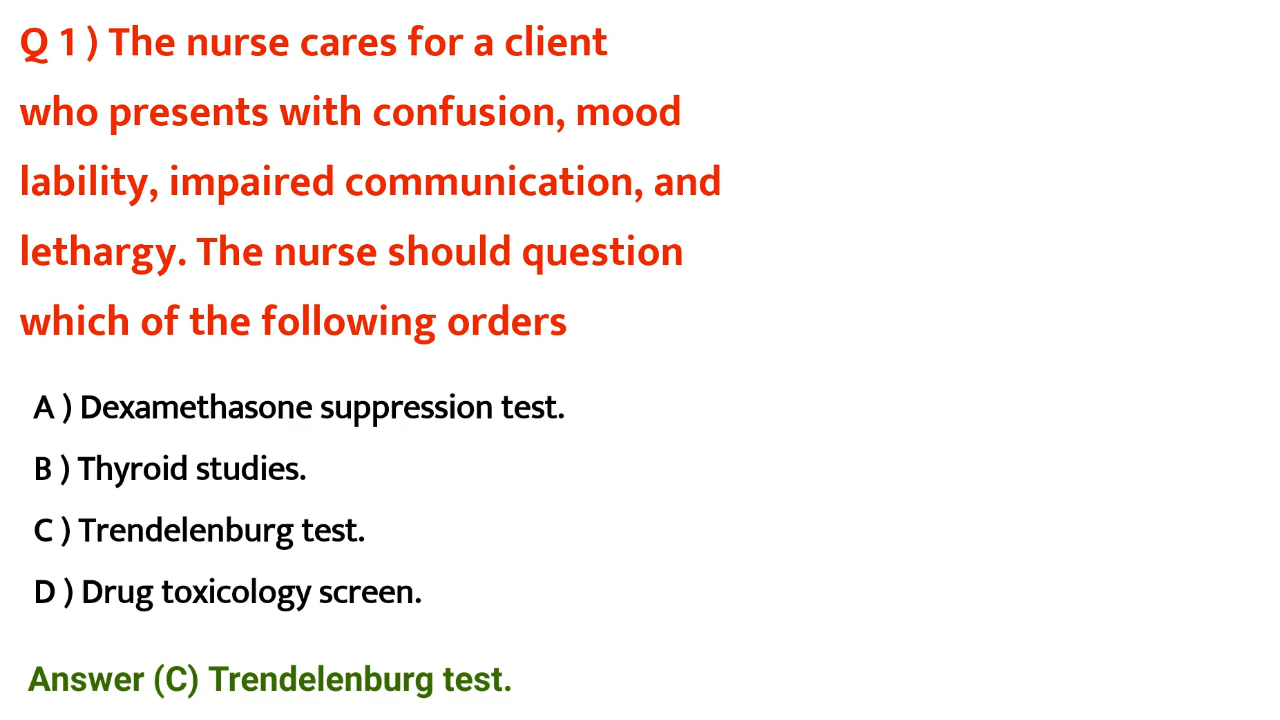 Q 1 ) The nurse cares for a client
who presents with confusion, mood
lability, impaired communication, and
lethargy. The nurse should question
which of the following orders
A ) Dexamethasone suppression test.
B ) Thyroid studies.
C ) Trendelenburg test.
D ) Drug toxicology screen.
Answer (C) Trendelenburg test.